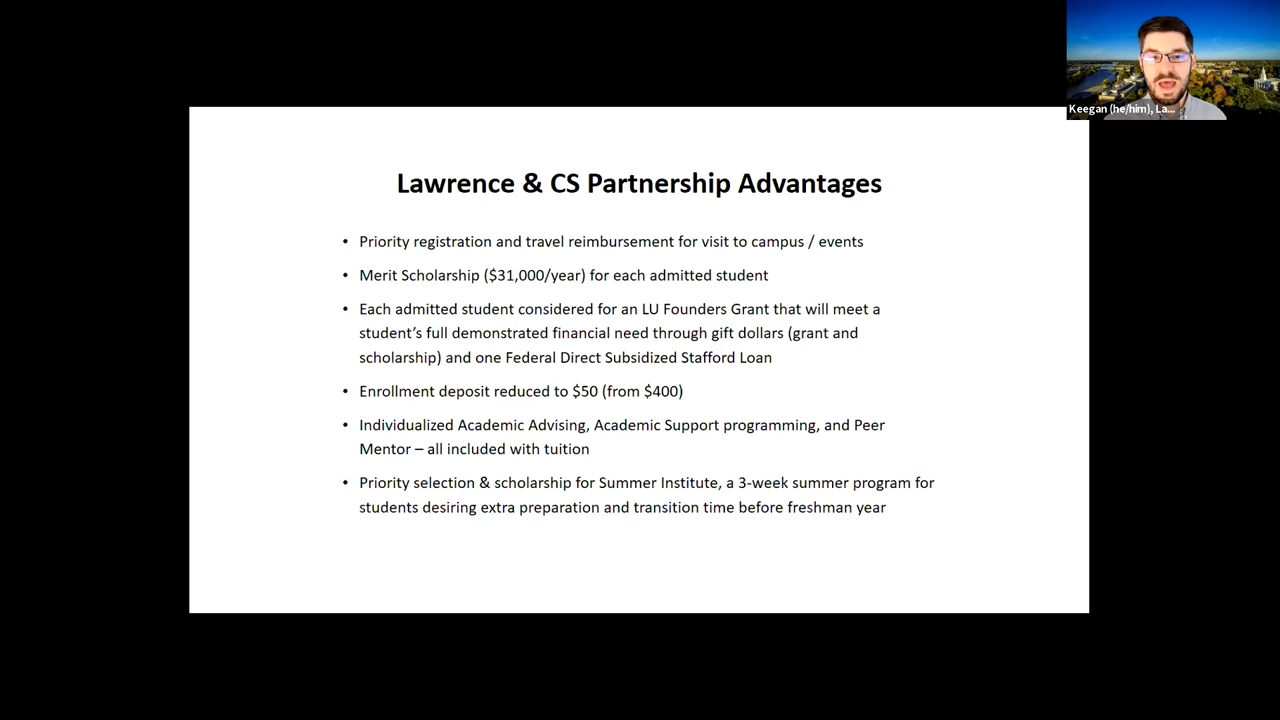 Keegan (he/him), La...
Lawrence & CS Partnership Advantages
• Priority registration and travel reimbursement for visit to campus / events
• Merit Scholarship ($31,000/year) for each admitted student
• Each admitted student considered for an LU Founders Grant that will meet a
student’s full demonstrated financial need through gift dollars (grant and
scholarship) and one Federal Direct Subsidized Stafford Loan
• Enrollment deposit reduced to $50 (from $400)
• Individualized Academic Advising, Academic Support programming, and Peer
Mentor – all included with tuition
• Priority selection & scholarship for Summer Institute, a 3-week summer program for
students desiring extra preparation and transition time before freshman year